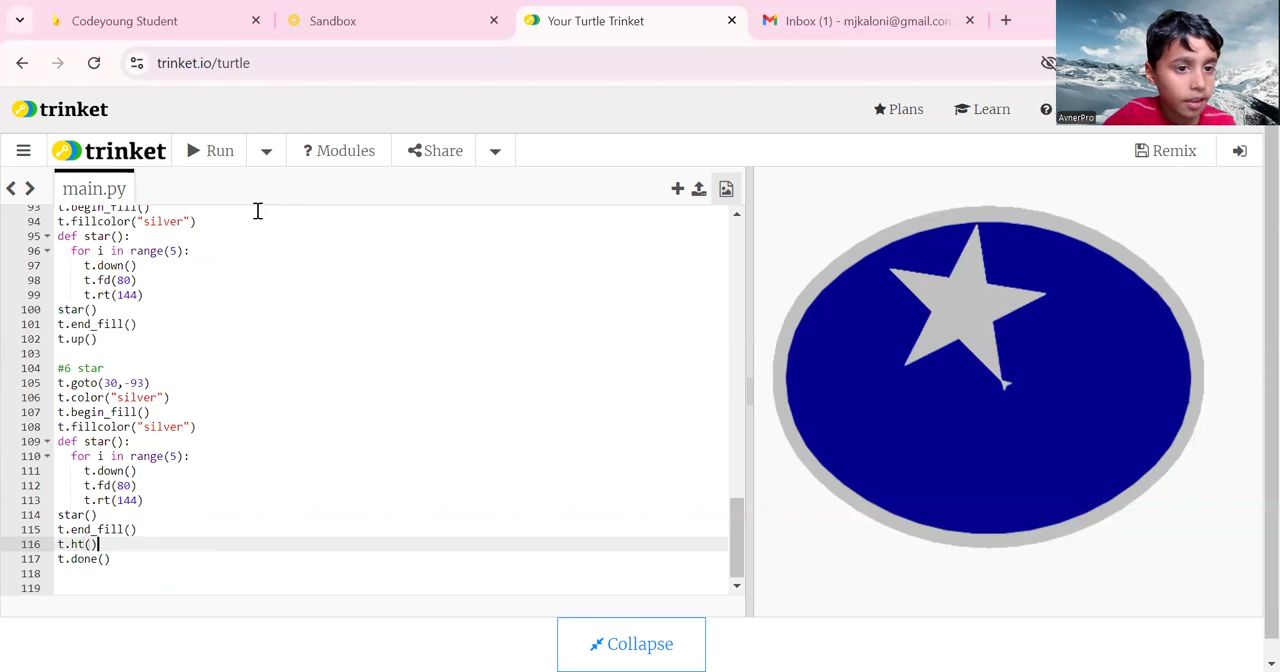 Codeyoung Student
Sandbox
Your Turtle Trinket
Inbox (1) - mjkaloni@gmail.con
trinket.io/turtle
AvnerPro
trinket
Plans
Learn
trinket
Run
? Modules
Share
Remix
main.py
93 t.begin_fill()
94 t.fillcolor("silver")
95 def star():
96 for i in range(5):
97 t.down()
98 t.fd(80)
99 t.rt(144)
100 star()
101 t.end_fill()
102 t.up()
103
104 #6 star
105 t.goto(30,-93)
106 t.color("silver")
107 t.begin_fill()
108 t.fillcolor("silver")
109 def star():
110 for i in range(5):
111 t.down()
112 t.fd(80)
113 t.rt(144)
114 star()
115 t.end_fill()
116 t.ht()
117 t.done()
118
119
Collapse